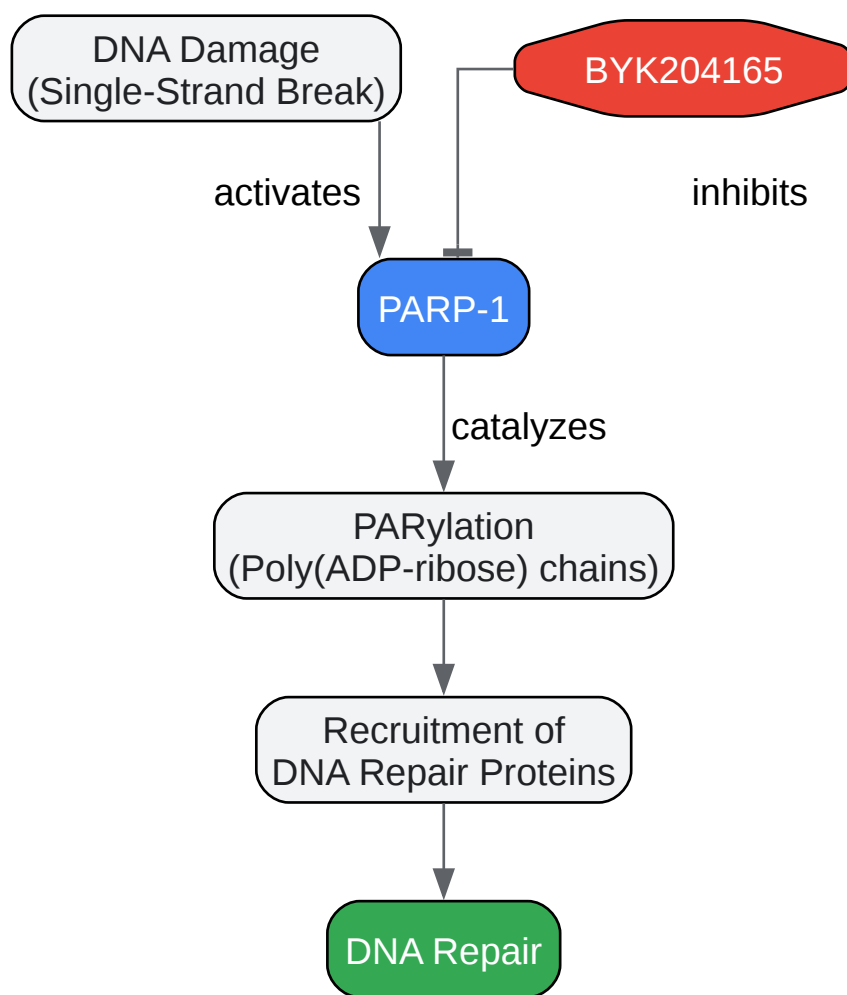 DNA Damage
(Single-Strand Break)
BYK204165
activates
inhibits
PARP-1
catalyzes
PARylation
(Poly(ADP-ribose) chains)
Recruitment of
DNA Repair Proteins
DNA Repair